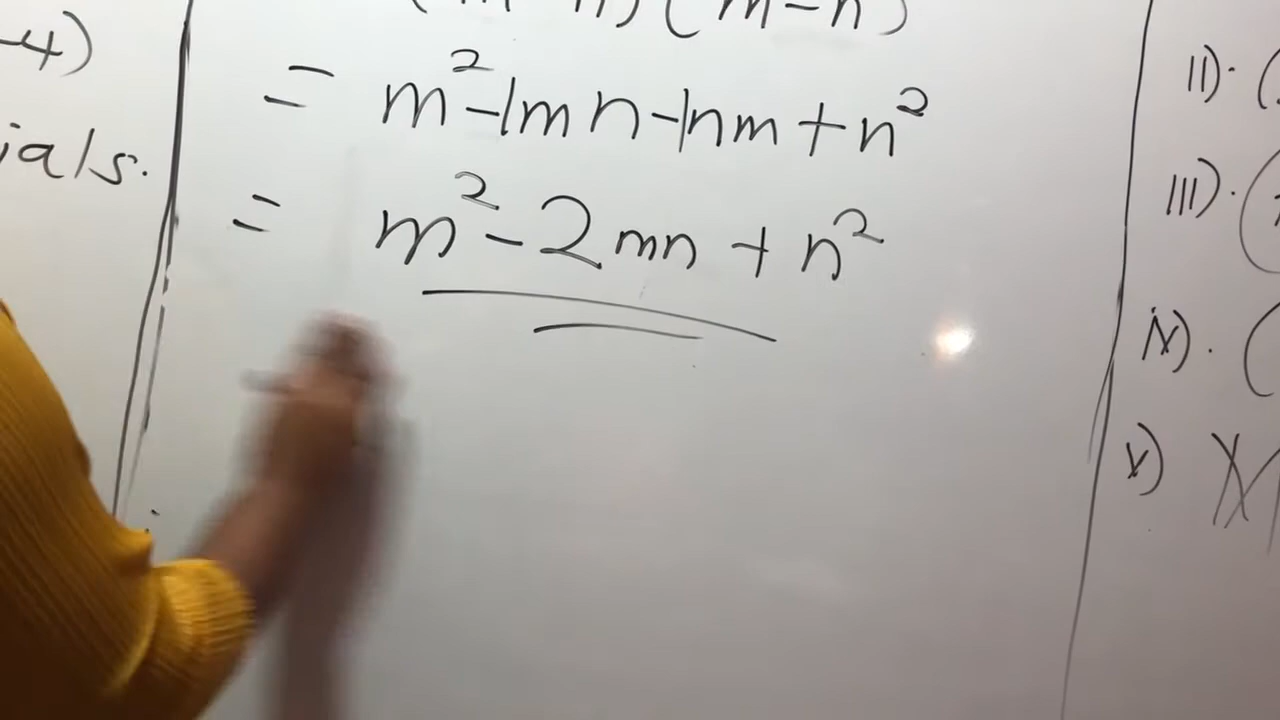 -4)
ials.
(m-n)(m-n)
= m²-1mn-1nm+n²
= m²-2mn+n²
II). (
III). (
IV). (
V)